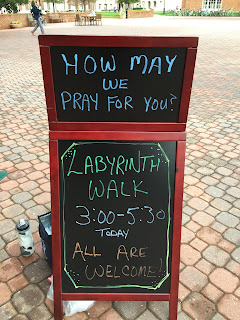 HOW MAY
WE
PRAY FOR YOU?
LABYRINTH
WALK
3:00-5:30
TODAY
ALL ARE
WELCOME!